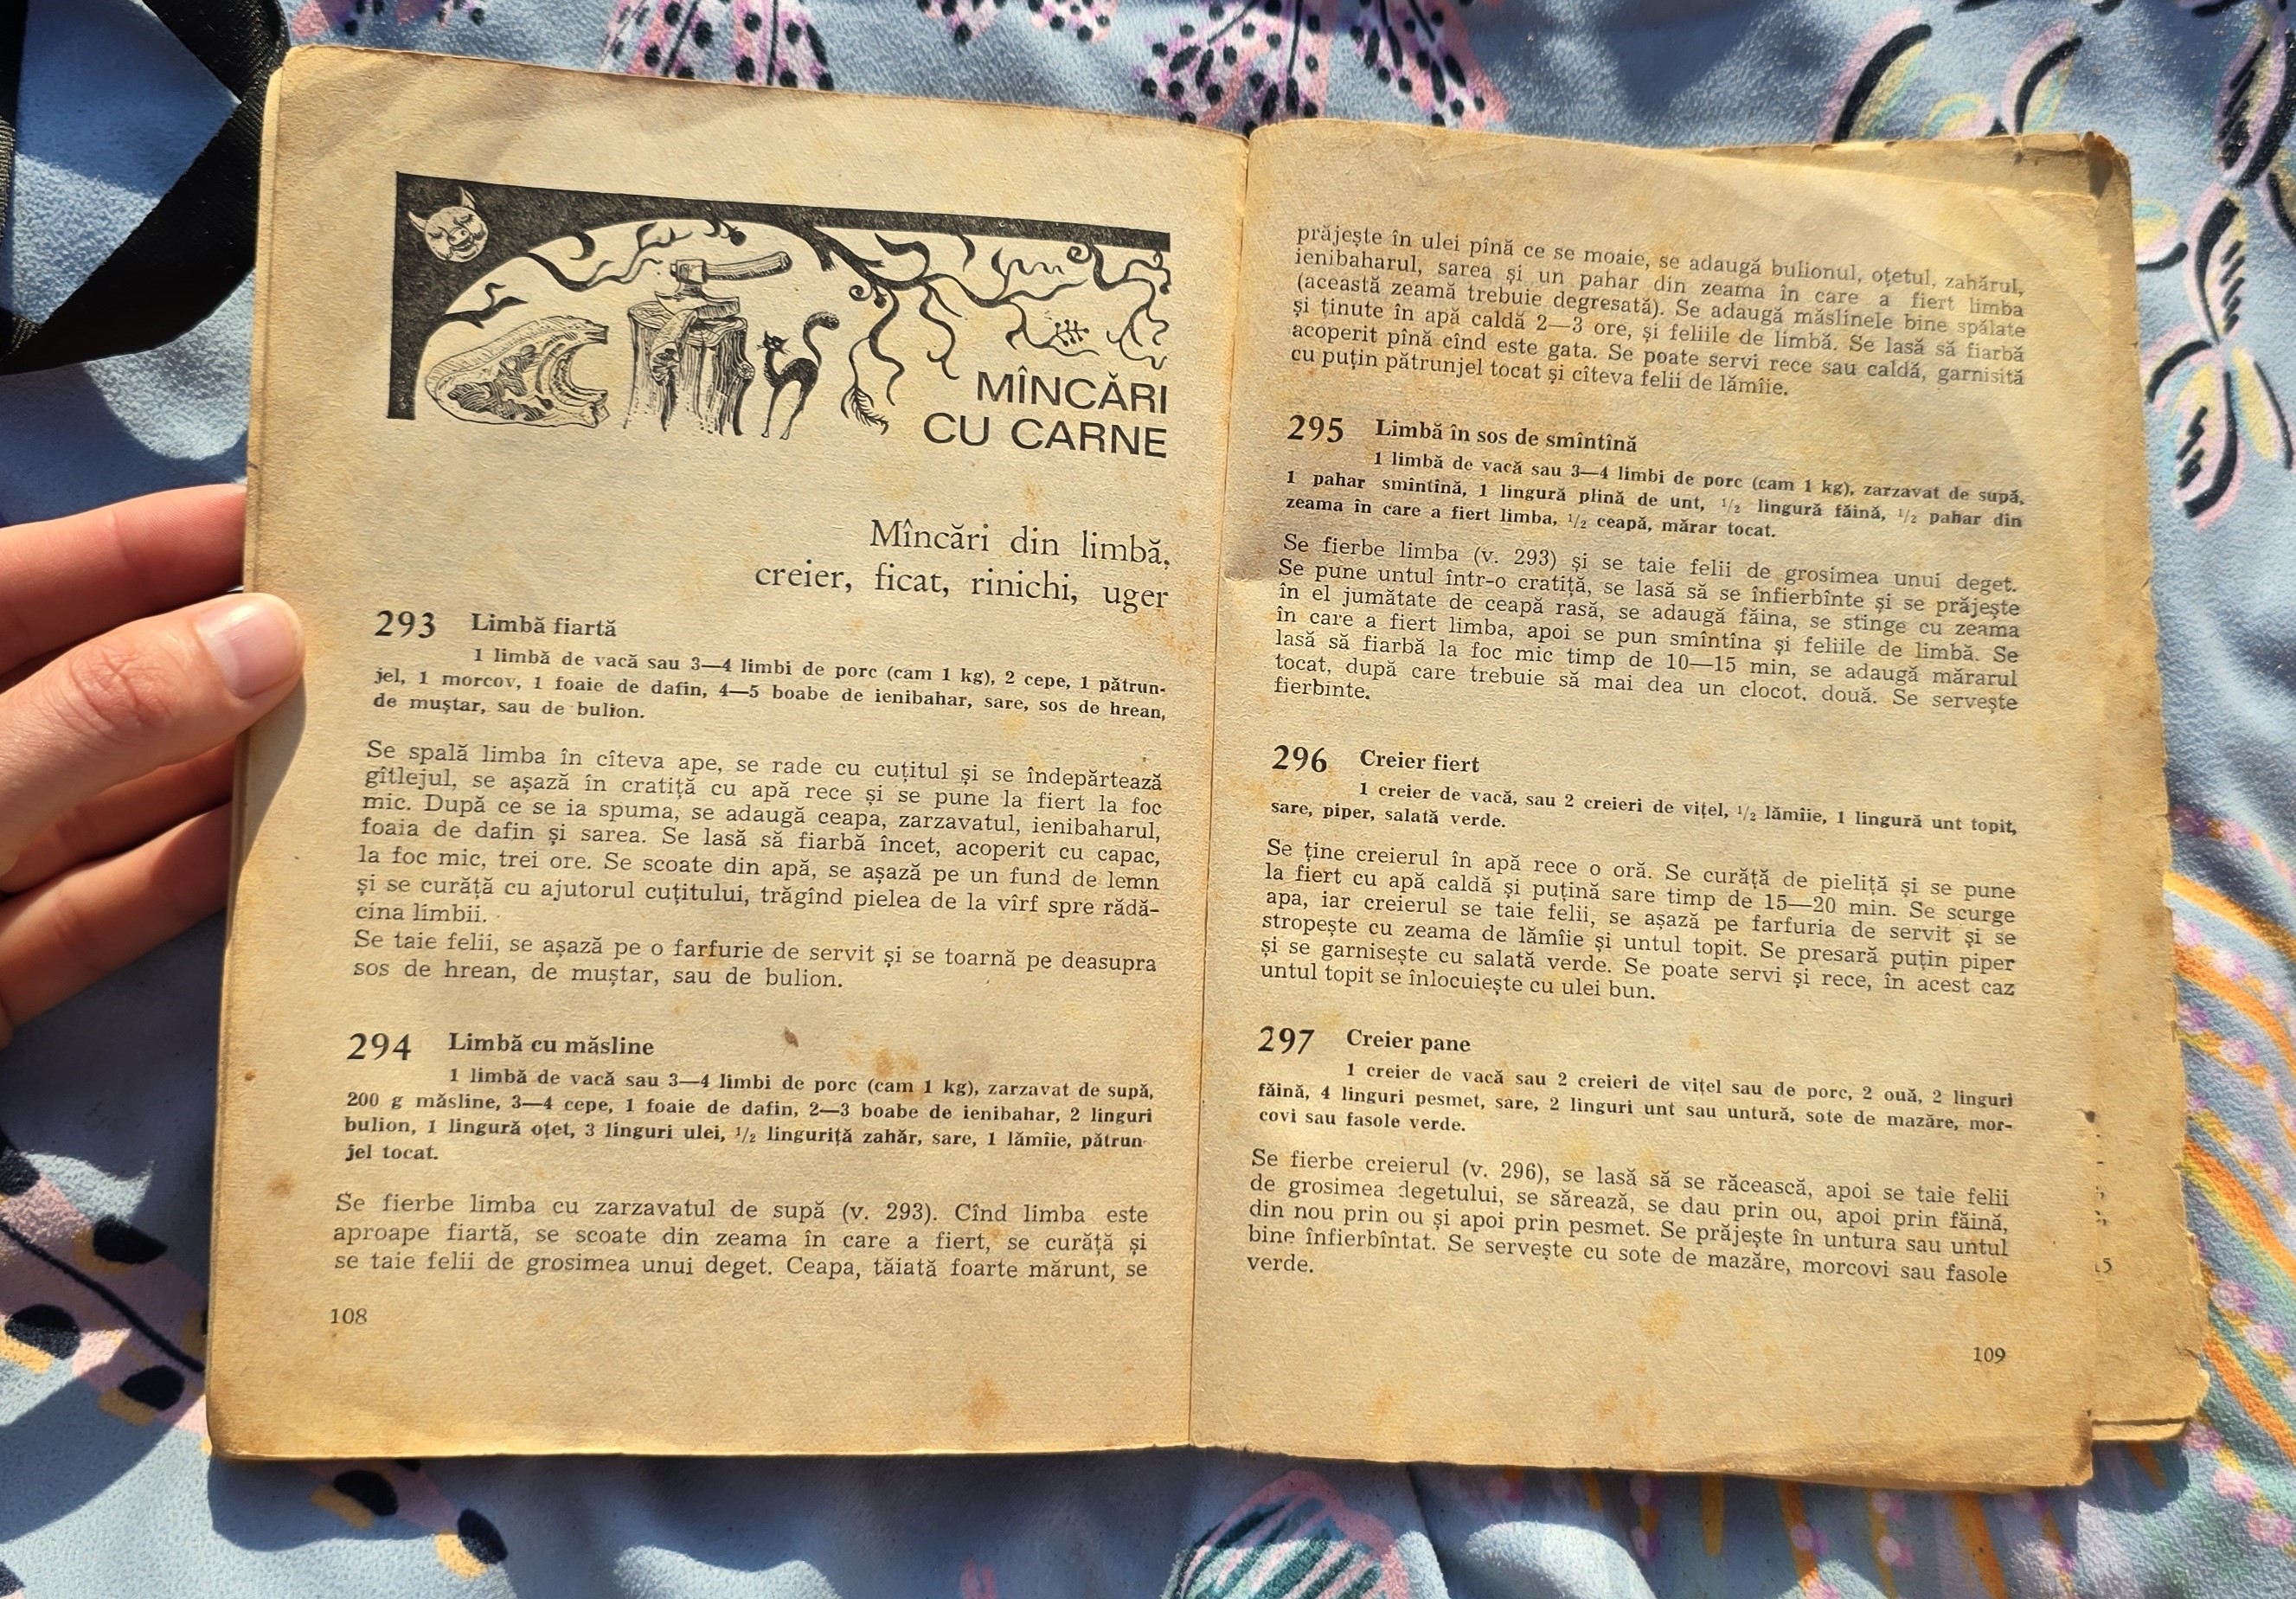 MÎNCĂRI
CU CARNE
Mîncări din limbă,
creier, ficat, rinichi, uger
293 Limbă fiartă
1 limbă de vacă sau 3—4 limbi de porc (cam 1 kg), 2 cepe, 1 pătrun-
jel, 1 morcov, 1 foaie de dafin, 4—5 boabe de ienibahar, sare, sos de hrean,
de muștar, sau de bulion.
Se spală limba în cîteva ape, se rade cu cuțitul și se îndepărtează
gîtlejul, se așază în cratiță cu apă rece și se pune la fiert la foc
mic. După ce se ia spuma, se adaugă ceapa, zarzavatul, ienibaharul,
foaia de dafin și sarea. Se lasă să fiarbă încet, acoperit cu capac,
la foc mic, trei ore. Se scoate din apă, se așază pe un fund de lemn
și se curăță cu ajutorul cuțitului, trăgînd pielea de la vîrf spre rădă-
cina limbii.
Se taie felii, se așază pe o farfurie de servit și se toarnă pe deasupra
sos de hrean, de muștar, sau de bulion.
294 Limbă cu măsline
1 limbă de vacă sau 3—4 limbi de porc (cam 1 kg), zarzavat de supă,
200 g măsline, 3—4 cepe, 1 foaie de dafin, 2—3 boabe de ienibahar, 2 linguri
bulion, 1 lingură oțet, 3 linguri ulei, 1/2 linguriță zahăr, sare, 1 lămîie, pătrun-
jel tocat.
Se fierbe limba cu zarzavatul de supă (v. 293). Cînd limba este
aproape fiartă, se scoate din zeama în care a fiert, se curăță și
se taie felii de grosimea unui deget. Ceapa, tăiată foarte mărunt, se
108
prăjește în ulei pînă ce se moaie, se adaugă bulionul, oțetul, zahărul,
ienibaharul, sarea și un pahar din zeama în care a fiert limba
(această zeamă trebuie degresată). Se adaugă măslinele bine spălate
și ținute în apă caldă 2—3 ore, și feliile de limbă. Se lasă să fiarbă
acoperit pînă cînd este gata. Se poate servi rece sau caldă, garnisită
cu puțin pătrunjel tocat și cîteva felii de lămîie.
295 Limbă în sos de smîntînă
1 limbă de vacă sau 3—4 limbi de porc (cam 1 kg), zarzavat de supă,
1 pahar smîntînă, 1 lingură plină de unt, 1/2 lingură făină, 1/2 pahar din
zeama în care a fiert limba, 1/2 ceapă, mărar tocat.
Se fierbe limba (v. 293) și se taie felii de grosimea unui deget.
Se pune untul într-o cratiță, se lasă să se înfierbînte și se prăjește
în el jumătate de ceapă rasă, se adaugă făina, se stinge cu zeama
în care a fiert limba, apoi se pun smîntîna și feliile de limbă. Se
lasă să fiarbă la foc mic timp de 10—15 min, se adaugă mărarul
tocat, după care trebuie să mai dea un clocot, două. Se servește
fierbinte.
296 Creier fiert
1 creier de vacă, sau 2 creieri de vițel, 1/2 lămîie, 1 lingură unt topit,
sare, piper, salată verde.
Se ține creierul în apă rece o oră. Se curăță de pieliță și se pune
la fiert cu apă caldă și puțină sare timp de 15—20 min. Se scurge
apa, iar creierul se taie felii, se așază pe farfuria de servit și se
stropește cu zeama de lămîie și untul topit. Se presară puțin piper
și se garnisește cu salată verde. Se poate servi și rece, în acest caz
untul topit se înlocuiește cu ulei bun.
297 Creier pane
1 creier de vacă sau 2 creieri de vițel sau de porc, 2 ouă, 2 linguri
făină, 4 linguri pesmet, sare, 2 linguri unt sau untură, sote de mazăre, mor-
covi sau fasole verde.
Se fierbe creierul (v. 296), se lasă să se răcească, apoi se taie felii
de grosimea degetului, se sărează, se dau prin ou, apoi prin făină,
din nou prin ou și apoi prin pesmet. Se prăjește în untura sau untul
bine înfierbîntat. Se servește cu sote de mazăre, morcovi sau fasole
verde.
109